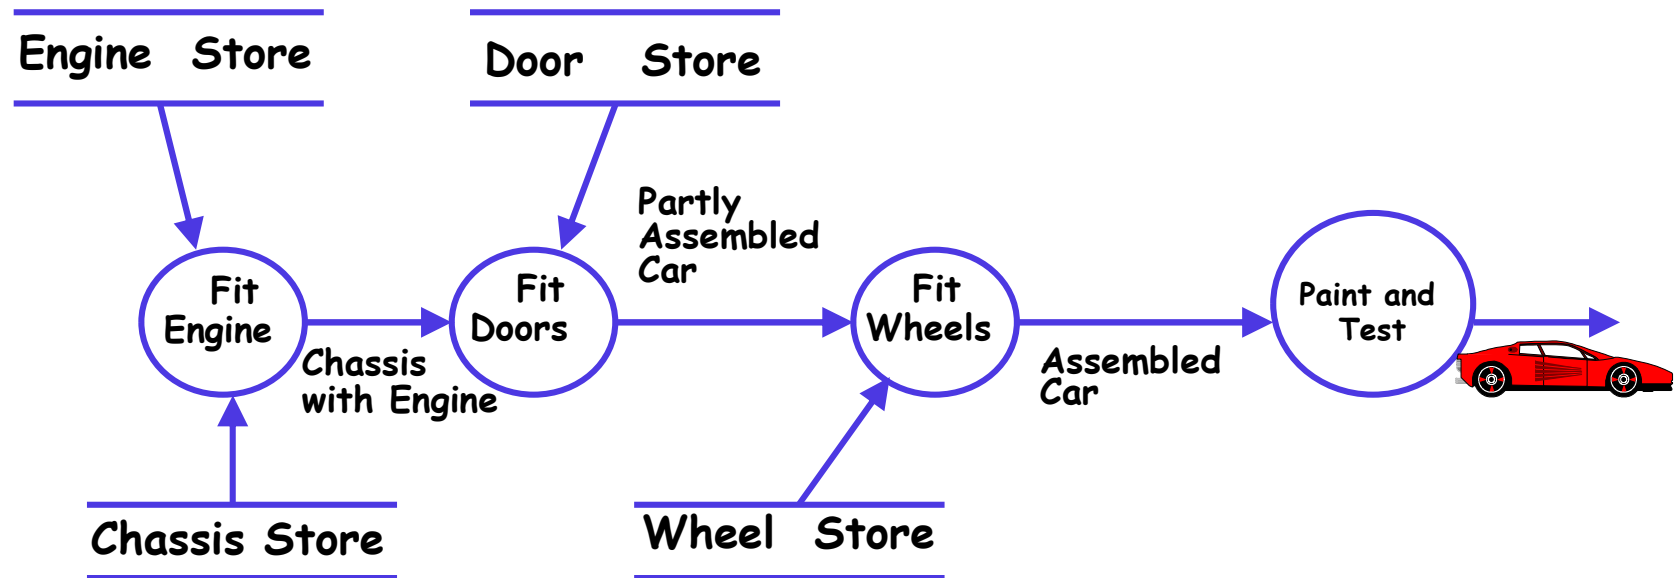 Engine Store
Door Store
Partly
Assembled
Car
Fit
Engine
Fit
Doors
Fit
Wheels
Paint and
Test
Chassis
with Engine
Assembled
Car
Chassis Store
Wheel Store